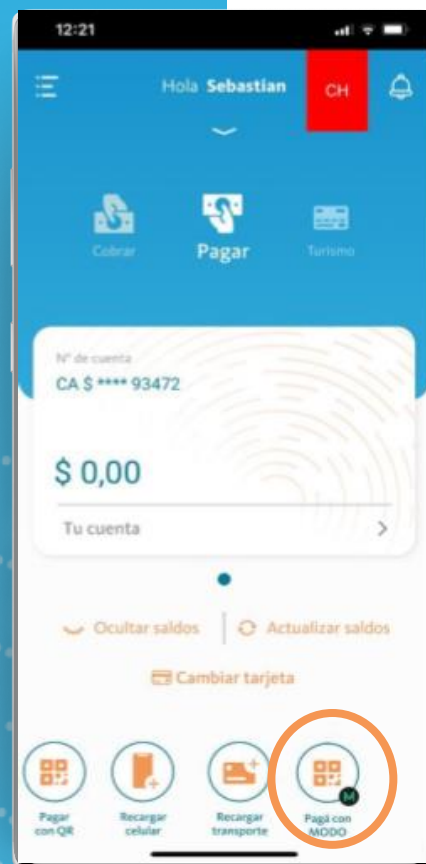 12:21
Hola Sebastian
CH
Cobrar
Pagar
Turismo
N° de cuenta
CA $ **** 93472
$ 0,00
Tu cuenta
Ocultar saldos
Actualizar saldos
Cambiar tarjeta
Pagar
con QR
Recargar
celular
Recargar
transporte
M
Pagá con
MODO